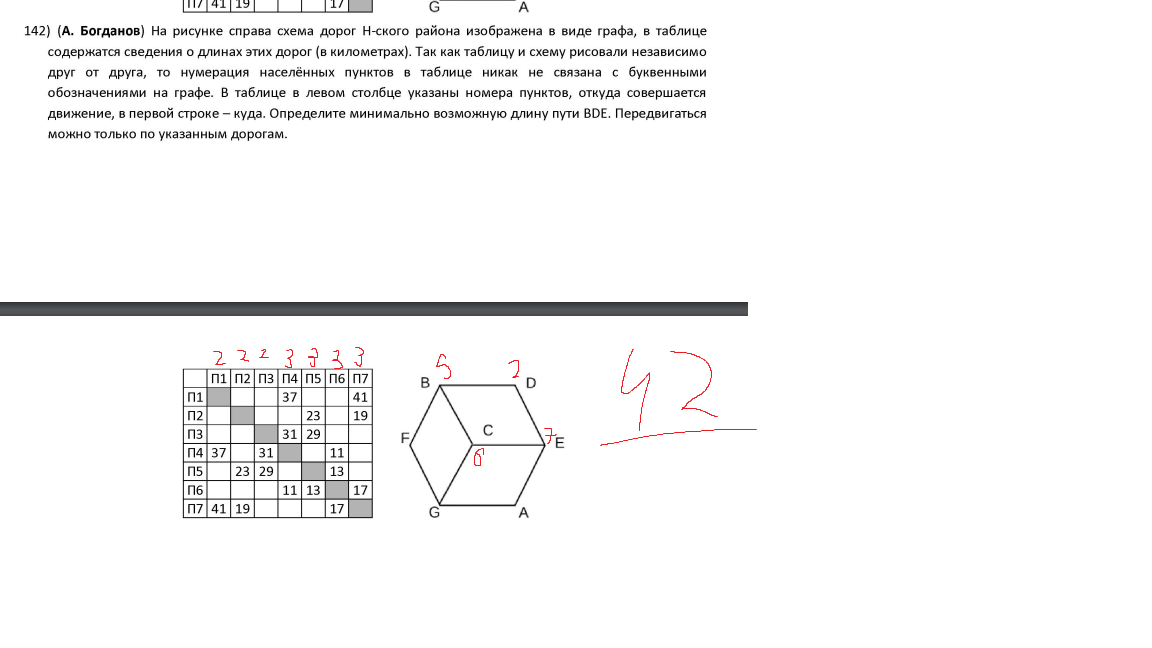 П7 41 19 17
G A
142) (А. Богданов) На рисунке справа схема дорог Н-ского района изображена в виде графа, в таблице
содержатся сведения о длинах этих дорог (в километрах). Так как таблицу и схему рисовали независимо
друг от друга, то нумерация населённых пунктов в таблице никак не связана с буквенными
обозначениями на графе. В таблице в левом столбце указаны номера пунктов, откуда совершается
движение, в первой строке – куда. Определите минимально возможную длину пути BDE. Передвигаться
можно только по указанным дорогам.
2 2 2 3 3 3 3
П1 П2 П3 П4 П5 П6 П7
П1 37 41
П2 23 19
П3 31 29
П4 37 31 11
П5 23 29 13
П6 11 13 17
П7 41 19 17
5 2
B D
C
F 7 E
6
G A
42